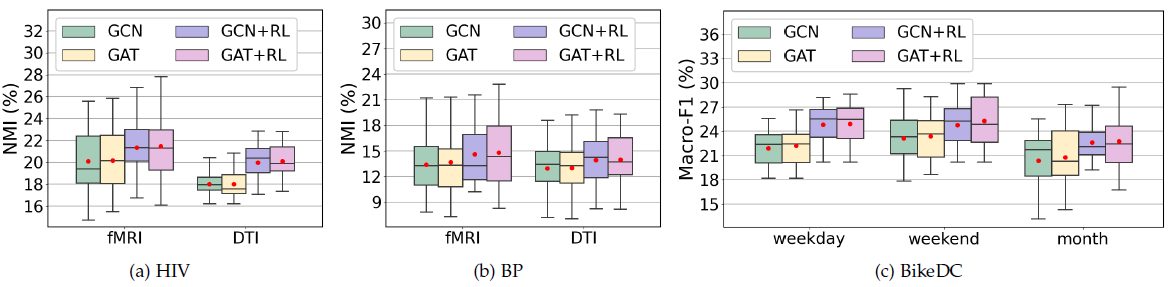 NMI (%)
32
30
28
26
24
22
20
18
16
GCN GCN+RL
GAT GAT+RL
fMRI DTI
(a) HIV
NMI (%)
30
27
24
21
18
15
12
9
GCN GCN+RL
GAT GAT+RL
fMRI DTI
(b) BP
Macro-F1 (%)
36
33
30
27
24
21
18
15
GCN GCN+RL
GAT GAT+RL
weekday weekend month
(c) BikeDC